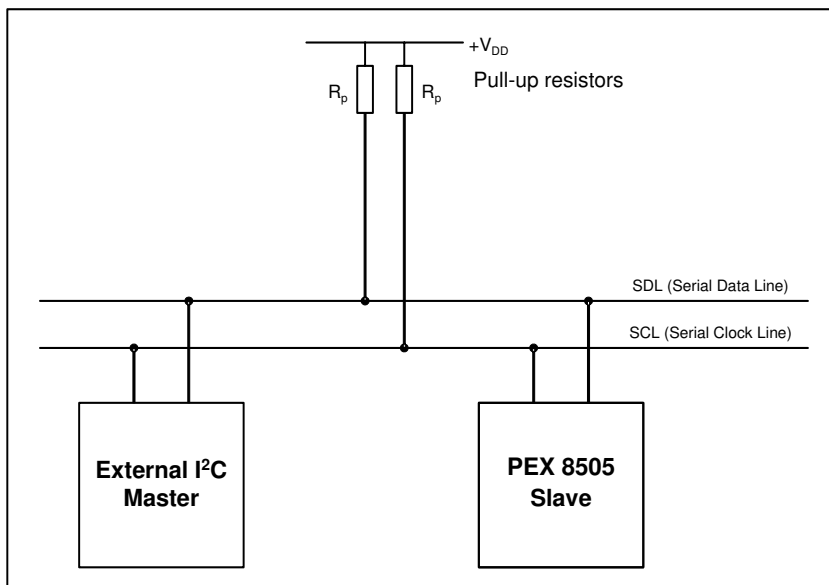 +VDD
Pull-up resistors
Rp
Rp
SDL (Serial Data Line)
SCL (Serial Clock Line)
External I²C
Master
PEX 8505
Slave